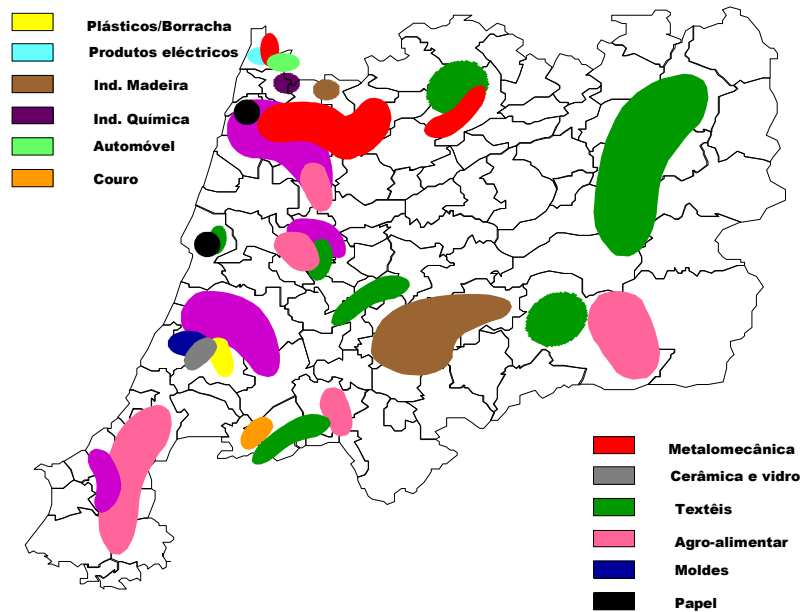 Plásticos/Borracha
Produtos eléctricos
Ind. Madeira
Ind. Química
Automóvel
Couro
Metalomecânica
Cerâmica e vidro
Textêis
Agro-alimentar
Moldes
Papel